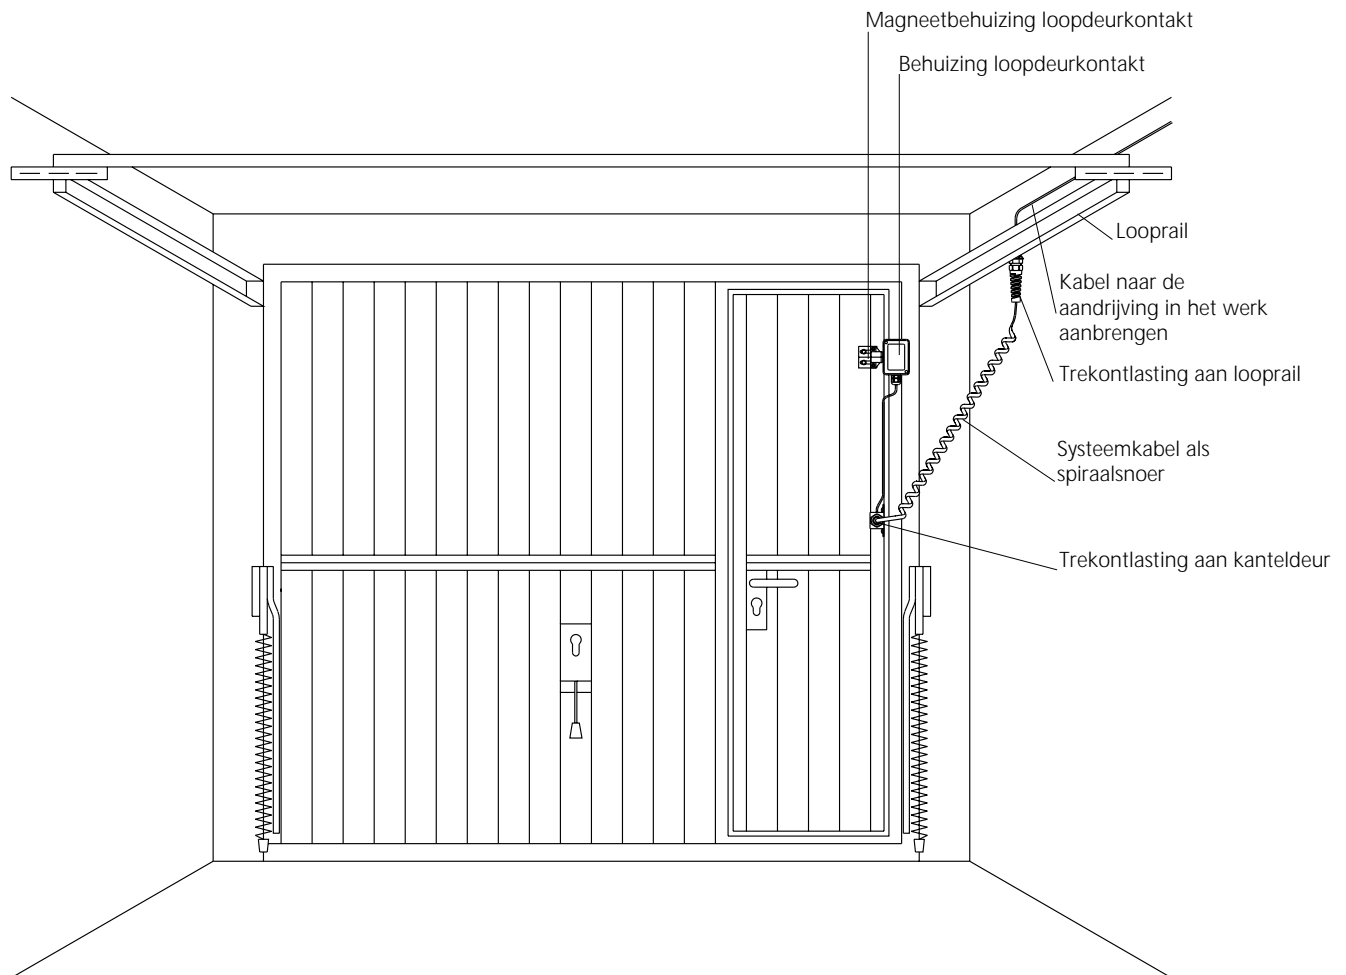 Magneetbehuizing loopdeurkontakt
Behuizing loopdeurkontakt
Looprail
Kabel naar de
aandrijving in het werk
aanbrengen
Trekontlasting aan looprail
Systeemkabel als
spiraalsnoer
Trekontlasting aan kanteldeur